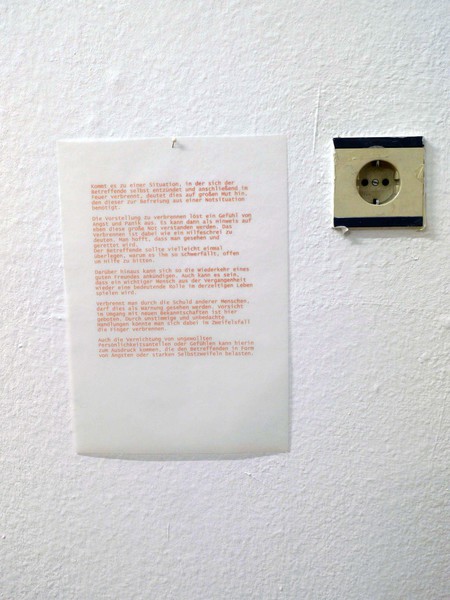 Kommt es zu einer Situation, in der sich der
Betreffende selbst entzündet und anschließend im
Feuer verbrennt, deutet dies auf großen Mut hin,
den dieser zur Befreiung aus einer Notsituation
benötigt.
Die Vorstellung zu verbrennen löst ein Gefühl von
Angst und Panik aus. Es kann dann als Hinweis auf
eben diese große Not verstanden werden. Das
Verbrennen ist dabei wie ein Hilfeschrei zu
deuten. Man hofft, dass man gesehen und
gerettet wird.
Der Betreffende sollte vielleicht einmal
überlegen, warum so ihm so schwerfällt, offen
um Hilfe zu bitten.
Darüber hinaus kann sich so die Wiederkehr eines
guten Freundes ankündigen. Auch kann es sein,
dass ein wichtiger Mensch aus der Vergangenheit
wieder eine bedeutende Rolle im derzeitigen Leben
spielen wird.
Verbrennt man durch die Schuld anderer Menschen,
darf dies als Warnung gesehen werden. Vorsicht
im Umgang mit neuen Bekanntschaften ist hier
geboten. Durch unstimmige und unbedachte
Handlungen könnte man sich dabei im Zweifelsfall
die Finger verbrennen.
Auch die Vernichtung von ungewollten
Persönlichkeitsanteilen oder Gefühlen kann hierin
zum Ausdruck kommen, die den Betreffenden in Form
von Ängsten oder starken Selbstzweifeln belasten.